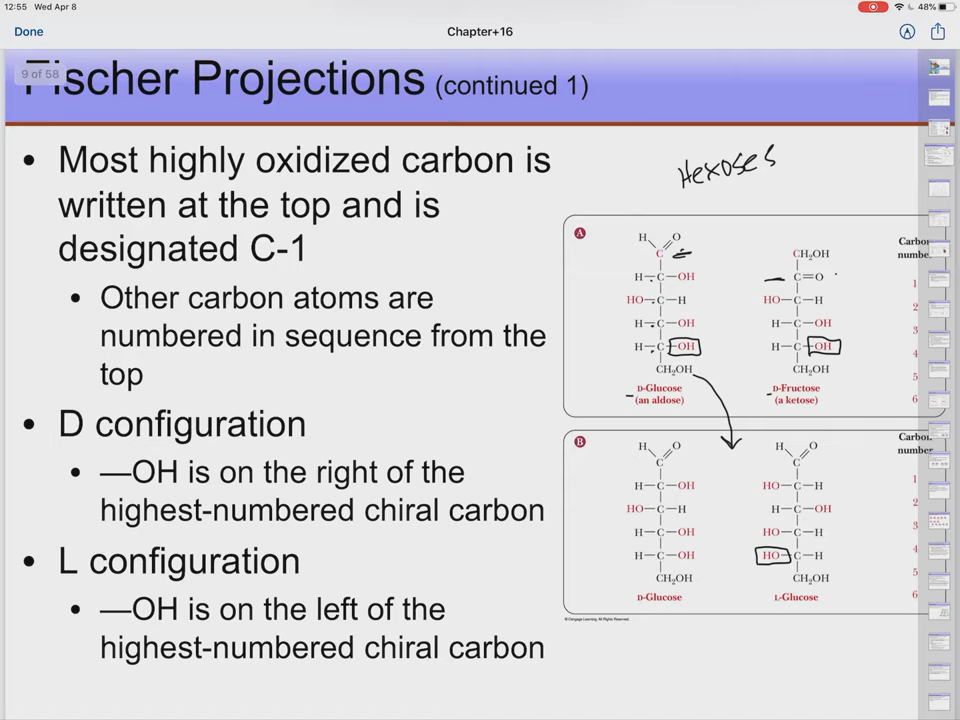 12:55 Wed Apr 8
48%
Done
Chapter+16
9 of 58
Fischer Projections (continued 1)
• Most highly oxidized carbon is
written at the top and is
designated C-1
• Other carbon atoms are
numbered in sequence from the
top
• D configuration
• —OH is on the right of the
highest-numbered chiral carbon
• L configuration
• —OH is on the left of the
highest-numbered chiral carbon
Hexoses
A
H O
C
H—C—OH
HO—C—H
H—C—OH
H—C—OH
CH₂OH
D-Glucose
(an aldose)
CH₂OH
C=O
HO—C—H
H—C—OH
H—C—OH
CH₂OH
D-Fructose
(a ketose)
Carbon
number
1
2
3
4
5
6
B
H O
C
H—C—OH
HO—C—H
H—C—OH
H—C—OH
CH₂OH
D-Glucose
H O
C
HO—C—H
H—C—OH
HO—C—H
HO—C—H
CH₂OH
L-Glucose
Carbon
number
1
2
3
4
5
6
© Cengage Learning. All Rights Reserved.